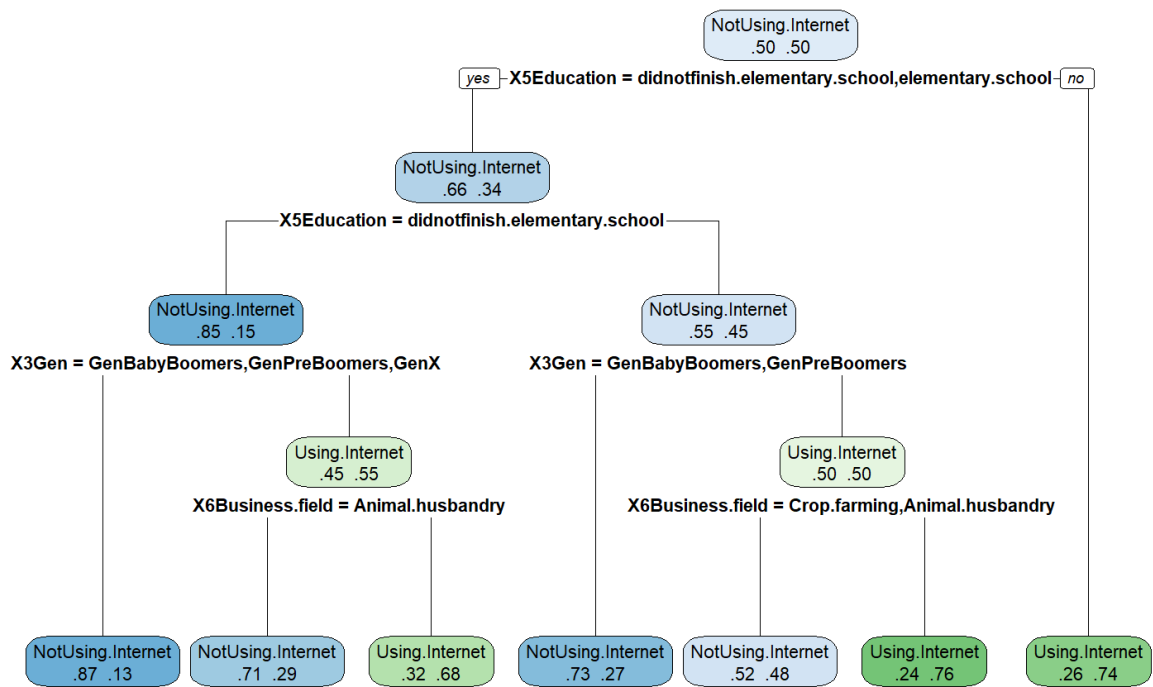 NotUsing.Internet
.50 .50
yes X5Education = didnotfinish.elementary.school,elementary.school no
NotUsing.Internet
.66 .34
X5Education = didnotfinish.elementary.school
NotUsing.Internet
.85 .15
NotUsing.Internet
.55 .45
X3Gen = GenBabyBoomers,GenPreBoomers,GenX
X3Gen = GenBabyBoomers,GenPreBoomers
Using.Internet
.45 .55
Using.Internet
.50 .50
X6Business.field = Animal.husbandry
X6Business.field = Crop.farming,Animal.husbandry
NotUsing.Internet
.87 .13
NotUsing.Internet
.71 .29
Using.Internet
.32 .68
NotUsing.Internet
.73 .27
NotUsing.Internet
.52 .48
Using.Internet
.24 .76
Using.Internet
.26 .74